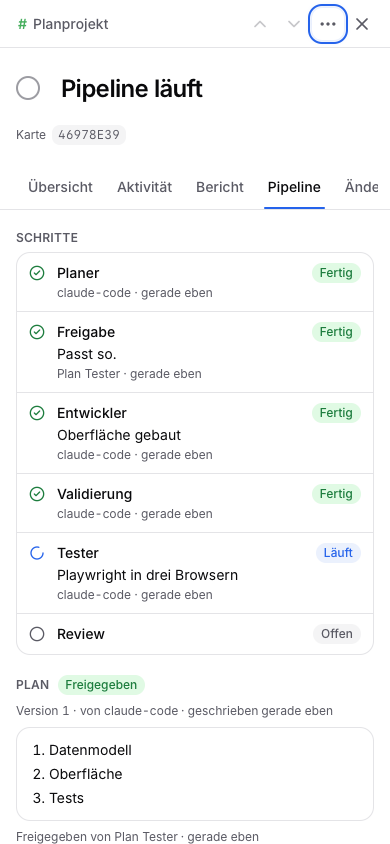 # Planprojekt
Pipeline läuft
Karte 46978E39
Übersicht Aktivität Bericht Pipeline Ände
SCHRITTE
Planer Fertig
claude-code · gerade eben
Freigabe Fertig
Passt so.
Plan Tester · gerade eben
Entwickler Fertig
Oberfläche gebaut
claude-code · gerade eben
Validierung Fertig
claude-code · gerade eben
Tester Läuft
Playwright in drei Browsern
claude-code · gerade eben
Review Offen
PLAN Freigegeben
Version 1 · von claude-code · geschrieben gerade eben
1. Datenmodell
2. Oberfläche
3. Tests
Freigegeben von Plan Tester · gerade eben